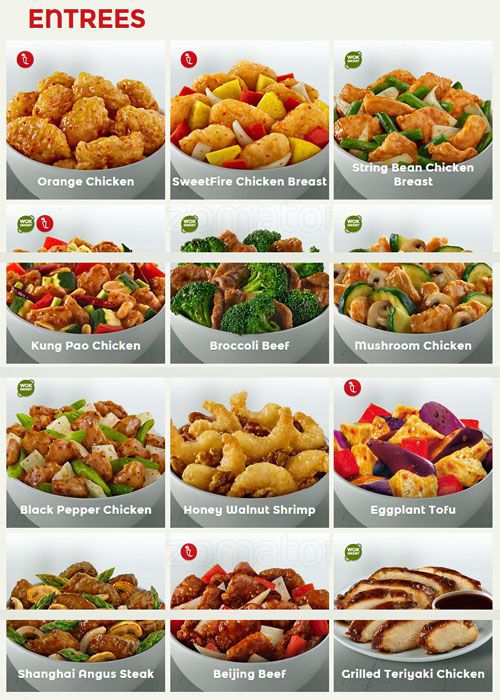 ENTREES
Orange Chicken
SweetFire Chicken Breast
String Bean Chicken
Breast
zomato
WOK
SMART
WOK
SMART
WOK
SMART
WOK
SMART
Kung Pao Chicken
Broccoli Beef
Mushroom Chicken
WOK
SMART
Black Pepper Chicken
Honey Walnut Shrimp
Eggplant Tofu
zomato
WOK
SMART
Shanghai Angus Steak
Beijing Beef
Grilled Teriyaki Chicken